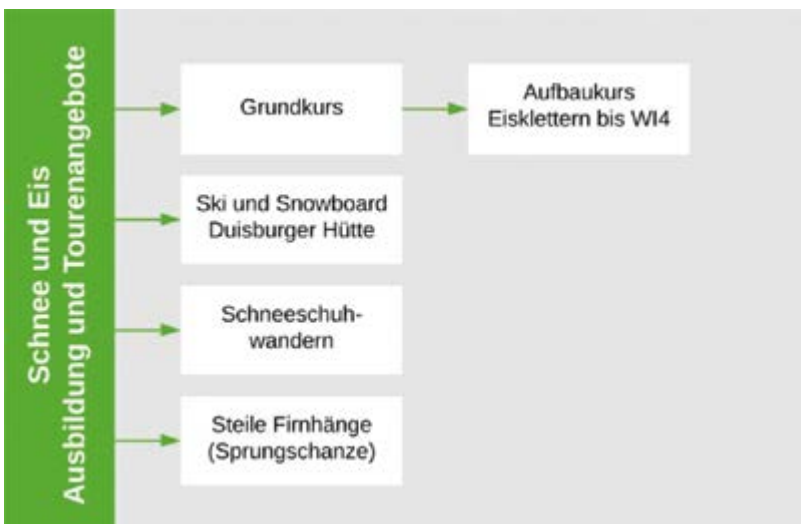 Schnee und Eis
Ausbildung und Tourenangebote
Grundkurs
Aufbaukurs
Eisklettern bis WI4
Ski und Snowboard
Duisburger Hütte
Schneeschuh-
wandern
Steile Firnhänge
(Sprungschanze)